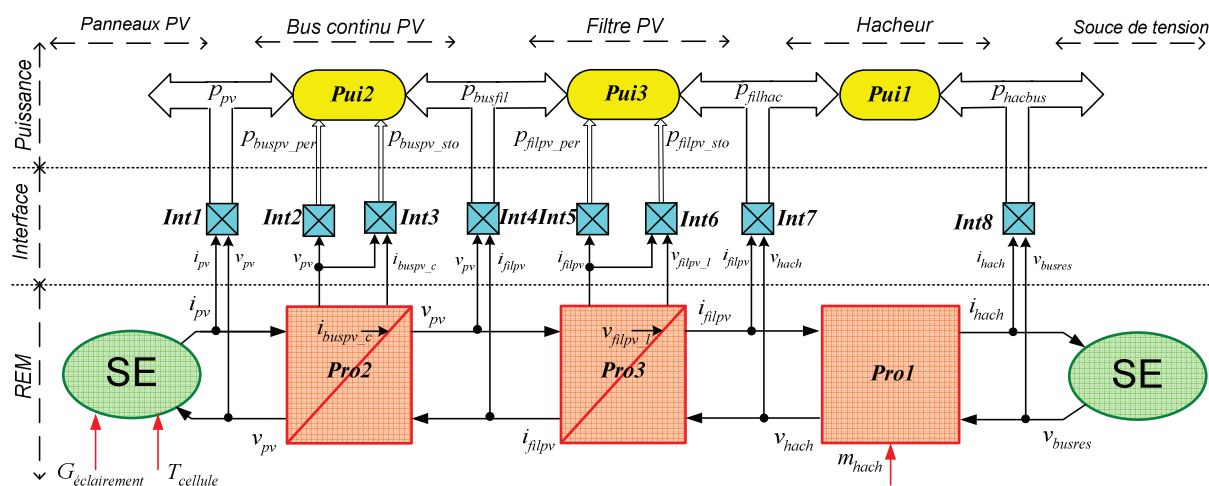 Panneaux PV
Bus continu PV
Filtre PV
Hacheur
Souce de tension
Puissance
p_pv
Pui2
p_busfil
Pui3
p_filhac
Pui1
p_hacbus
p_buspv_per
p_buspv_sto
p_filpv_per
p_filpv_sto
Interface
Int1
Int2
Int3
Int4
Int5
Int6
Int7
Int8
i_pv
v_pv
v_pv
i_buspv_c
v_pv
i_filpv
i_filpv
v_filpv_l
i_filpv
v_hach
i_hach
v_busres
REM
i_pv
v_pv
i_filpv
i_hach
SE
i_buspv_c
Pro2
v_filpv_l
Pro3
Pro1
SE
v_pv
i_filpv
v_hach
v_busres
G_éclairement
T_cellule
m_hach